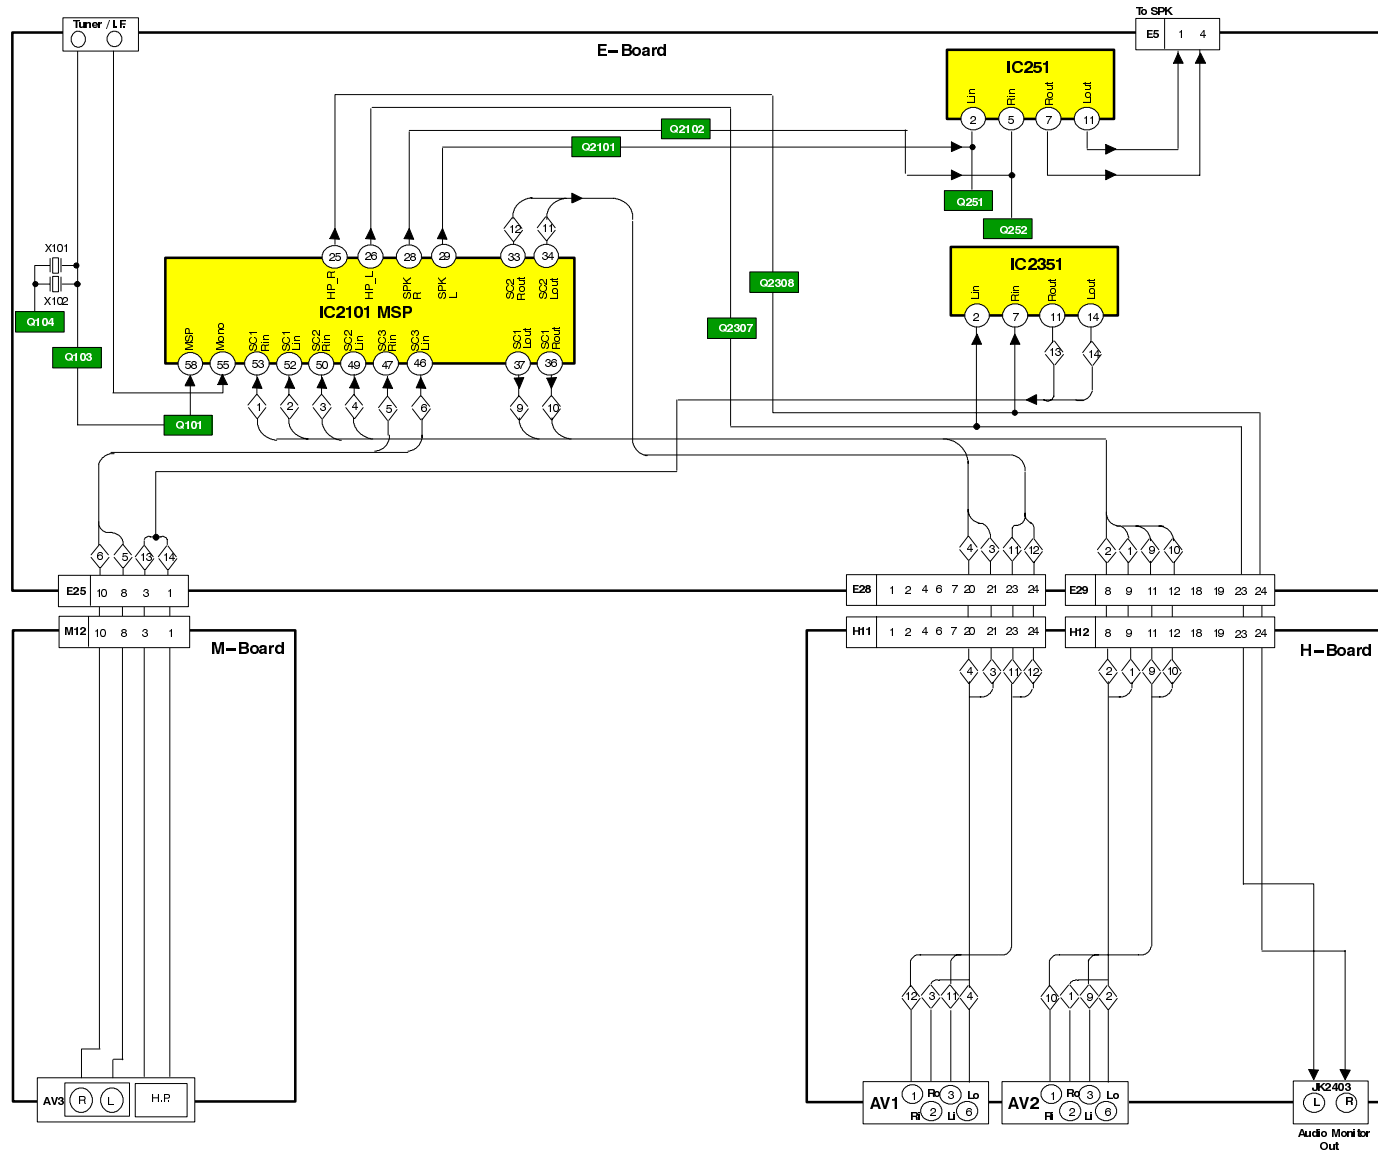 To SPK
Tuner / I.F.
E5 1 4
E-Board
IC251
Lin Rin Rout Lout
2 5 7 11
Q2102
Q2101
Q251
Q252
12 11
X101
X102
Q104
Q103
25 26 28 29 33 34
HP_R HP_L SPK R SPK L SC2 Rout SC2 Lout
IC2101 MSP
MSP Mono SC1 Rin SC1 Lin SC2 Rin SC2 Lin SC3 Rin SC3 Lin SC1 Lout SC1 Rout
58 55 53 52 50 49 47 46 37 36
1 2 3 4 5 6 9 10
Q101
IC2351
Lin Rin Rout Lout
2 7 11 14
13 14
Q2308
Q2307
6 5 13 14
4 3 11 12
2 1 9 10
E25 10 8 3 1
E28 1 2 4 6 7 20 21 23 24
E29 8 9 11 12 18 19 23 24
M12 10 8 3 1
H11 1 2 4 6 7 20 21 23 24
H12 8 9 11 12 18 19 23 24
M-Board
H-Board
4 3 11 12
2 1 9 10
12 3 11 4
10 1 9 2
AV3 R L H.P.
AV1 1 Ro 3 Lo
Ri 2 Li 6
AV2 1 Ro 3 Lo
Ri 2 Li 6
JK2403
L R
Audio Monitor
Out